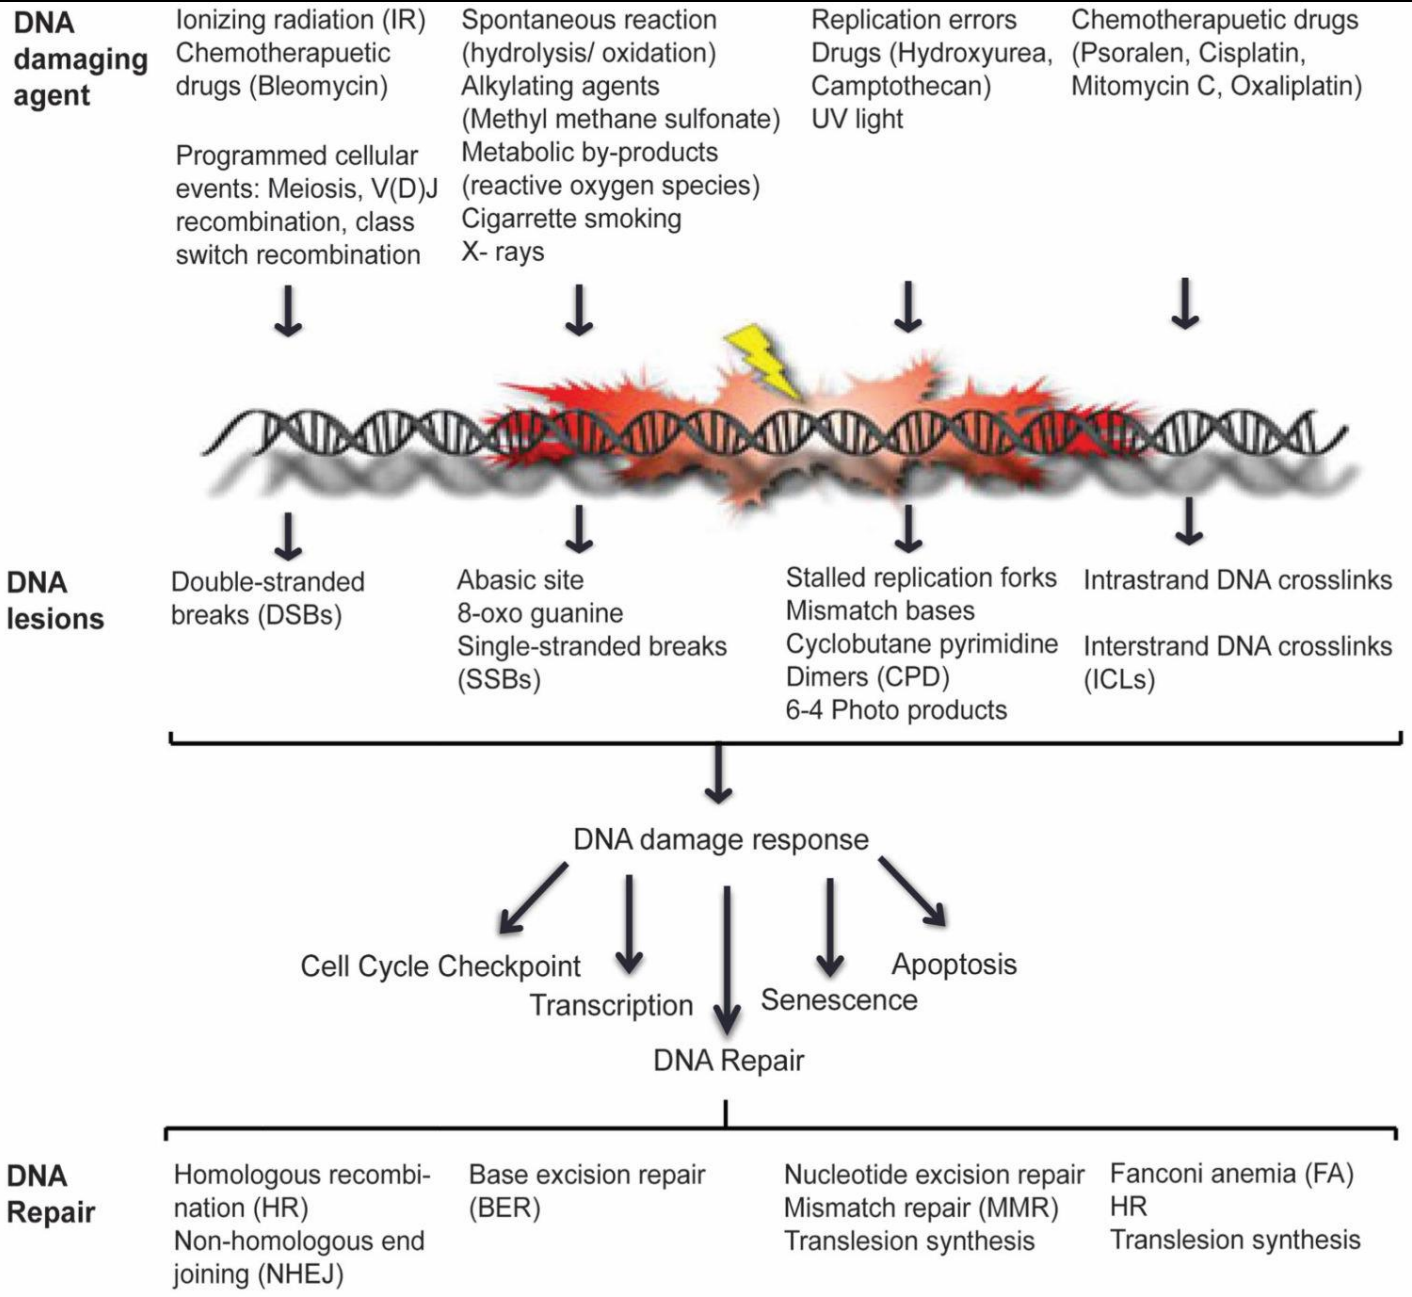 DNA
damaging
agent
Ionizing radiation (IR)
Chemotherapuetic
drugs (Bleomycin)
Programmed cellular
events: Meiosis, V(D)J
recombination, class
switch recombination
Spontaneous reaction
(hydrolysis/ oxidation)
Alkylating agents
(Methyl methane sulfonate)
Metabolic by-products
(reactive oxygen species)
Cigarrette smoking
X- rays
Replication errors
Drugs (Hydroxyurea,
Camptothecan)
UV light
Chemotherapuetic drugs
(Psoralen, Cisplatin,
Mitomycin C, Oxaliplatin)
DNA
lesions
Double-stranded
breaks (DSBs)
Abasic site
8-oxo guanine
Single-stranded breaks
(SSBs)
Stalled replication forks
Mismatch bases
Cyclobutane pyrimidine
Dimers (CPD)
6-4 Photo products
Intrastrand DNA crosslinks
Interstrand DNA crosslinks
(ICLs)
DNA damage response
Cell Cycle Checkpoint
Transcription
DNA Repair
Senescence
Apoptosis
DNA
Repair
Homologous recombi-
nation (HR)
Non-homologous end
joining (NHEJ)
Base excision repair
(BER)
Nucleotide excision repair
Mismatch repair (MMR)
Translesion synthesis
Fanconi anemia (FA)
HR
Translesion synthesis